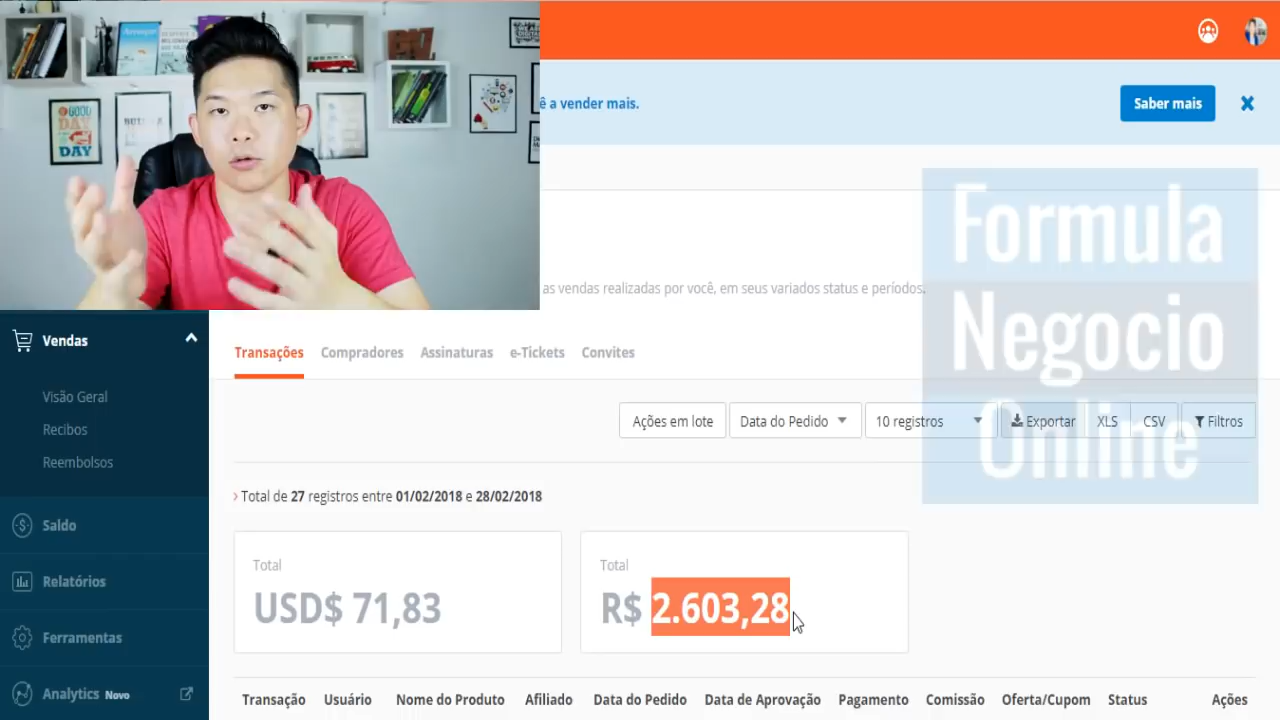 GOOD
DAY
ê a vender mais.
Saber mais
Formula
Negocio
Online
as vendas realizadas por você, em seus variados status e períodos.
Vendas
Visão Geral
Recibos
Reembolsos
Saldo
Relatórios
Ferramentas
Analytics Novo
Transações Compradores Assinaturas e-Tickets Convites
Ações em lote Data do Pedido 10 registros Exportar XLS CSV Filtros
Total de 27 registros entre 01/02/2018 e 28/02/2018
Total
USD$ 71,83
Total
R$ 2.603,28
Transação Usuário Nome do Produto Afiliado Data do Pedido Data de Aprovação Pagamento Comissão Oferta/Cupom Status Ações